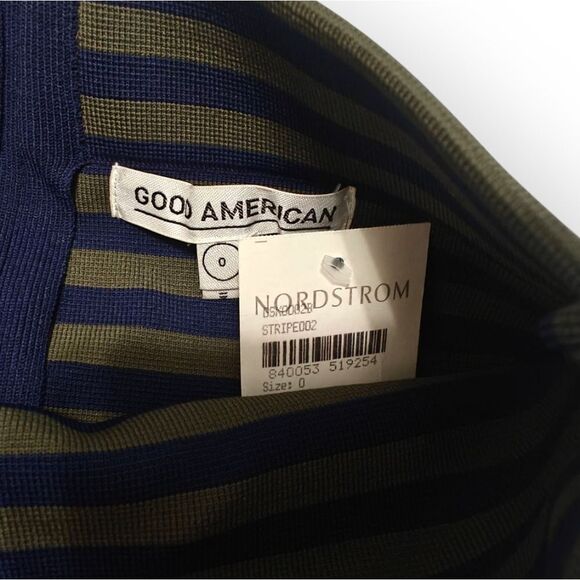 GOOD AMERICAN
0
NORDSTROM
STRIPE002
840053 519254
Size: 0